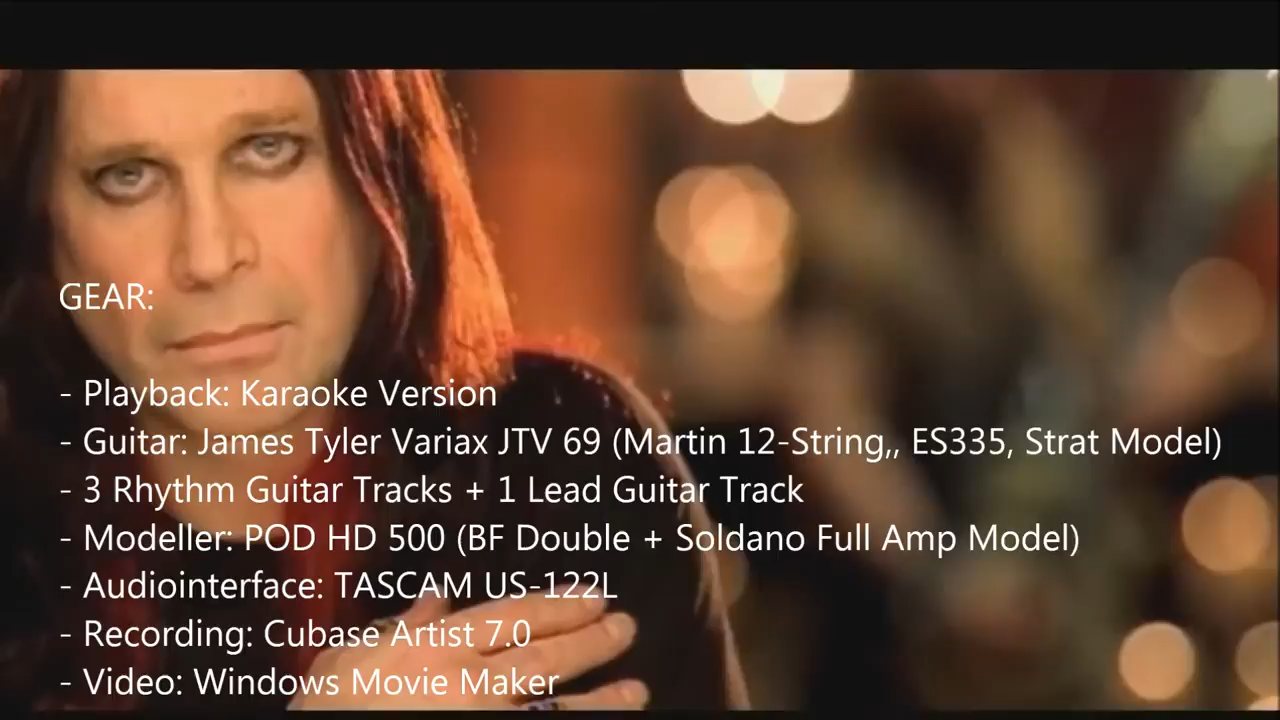 GEAR:
- Playback: Karaoke Version
- Guitar: James Tyler Variax JTV 69 (Martin 12-String,, ES335, Strat Model)
- 3 Rhythm Guitar Tracks + 1 Lead Guitar Track
- Modeller: POD HD 500 (BF Double + Soldano Full Amp Model)
- Audiointerface: TASCAM US-122L
- Recording: Cubase Artist 7.0
- Video: Windows Movie Maker